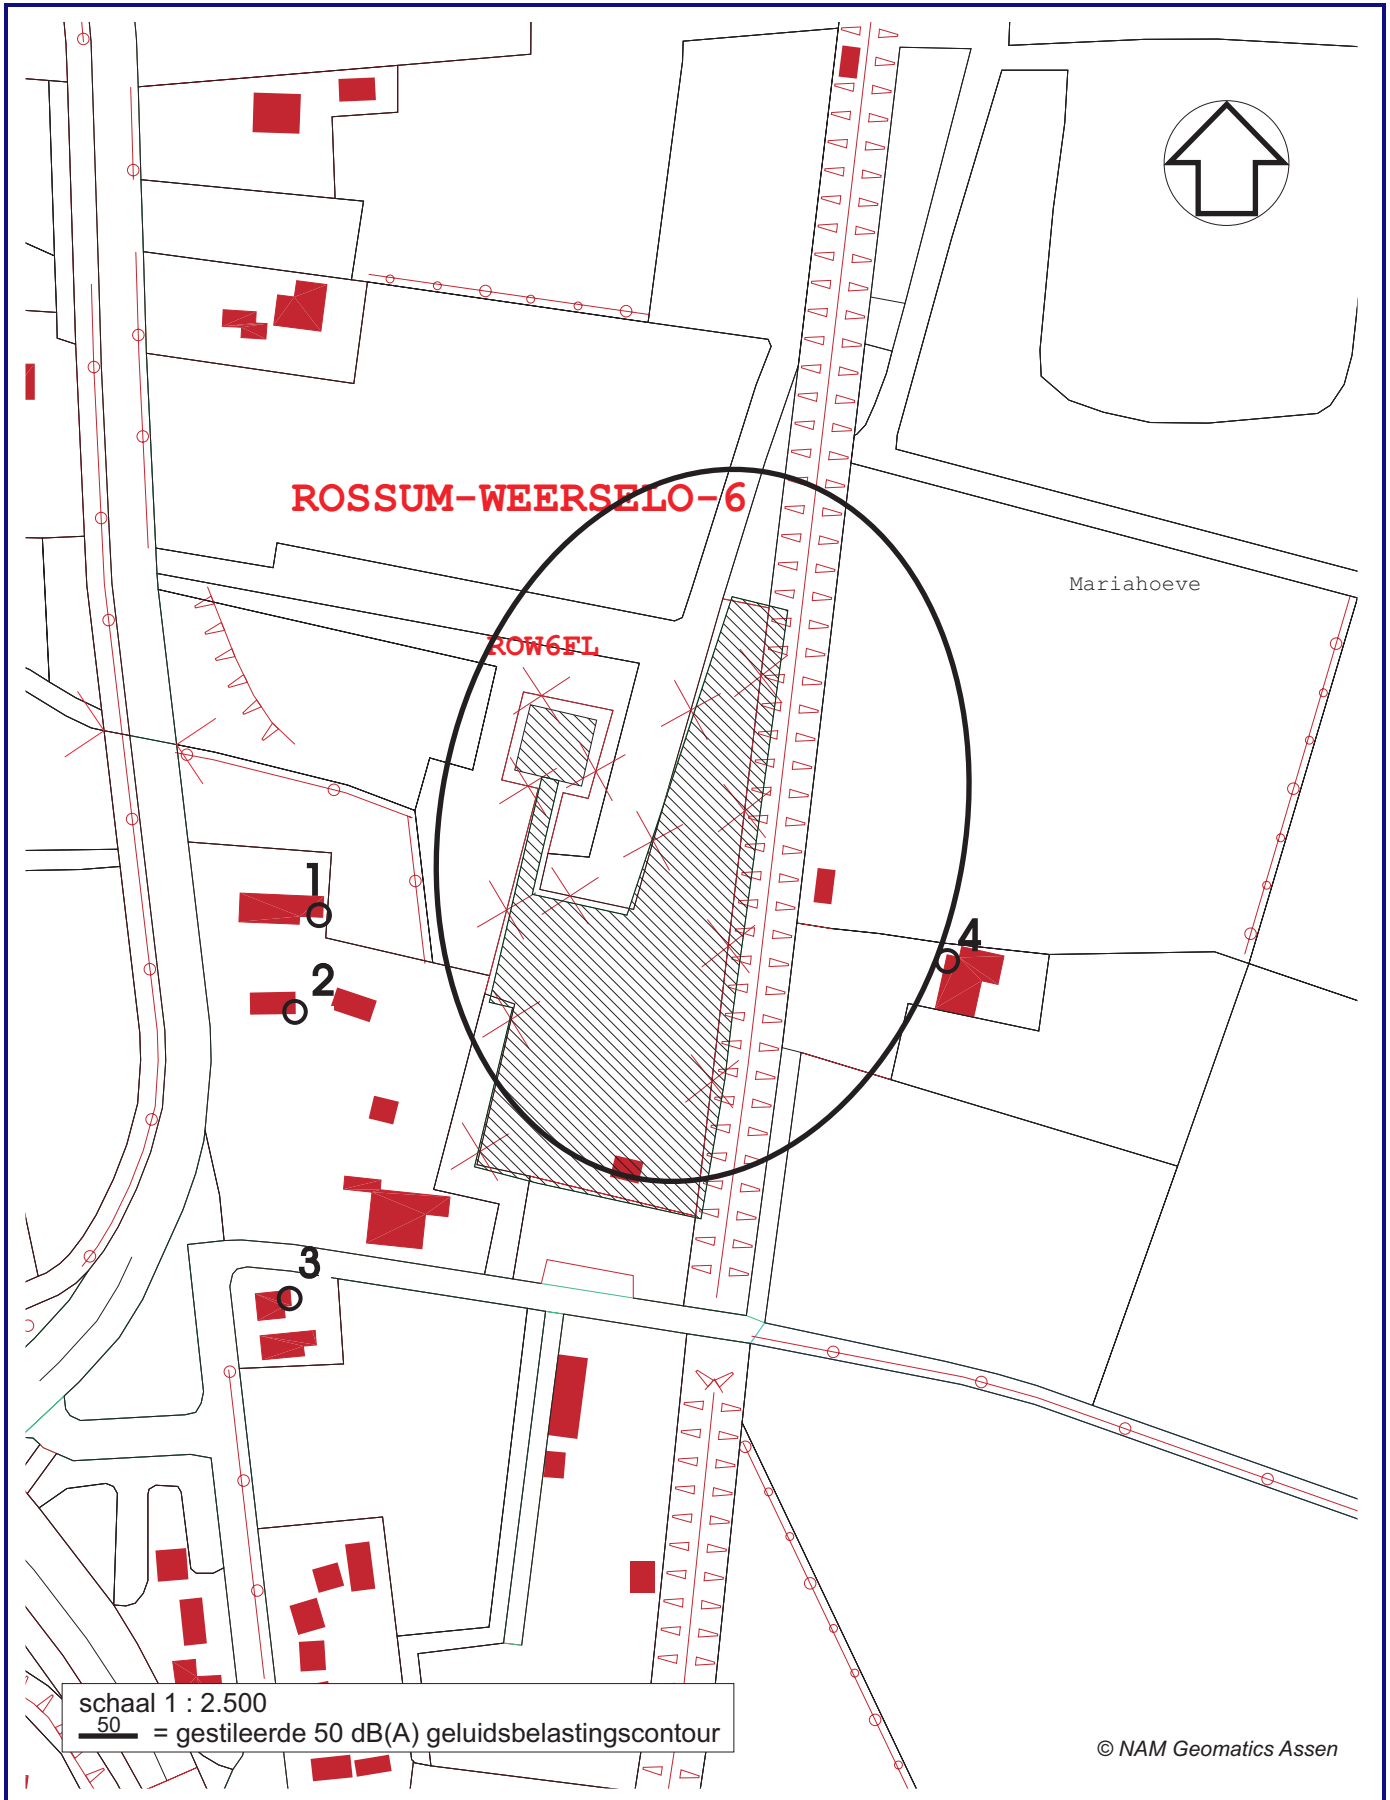 ROSSUM-WEERSELO-6
Mariahoeve
ROW6FL
1
4
2
3
schaal 1 : 2.500
50 = gestileerde 50 dB(A) geluidsbelastingscontour
© NAM Geomatics Assen